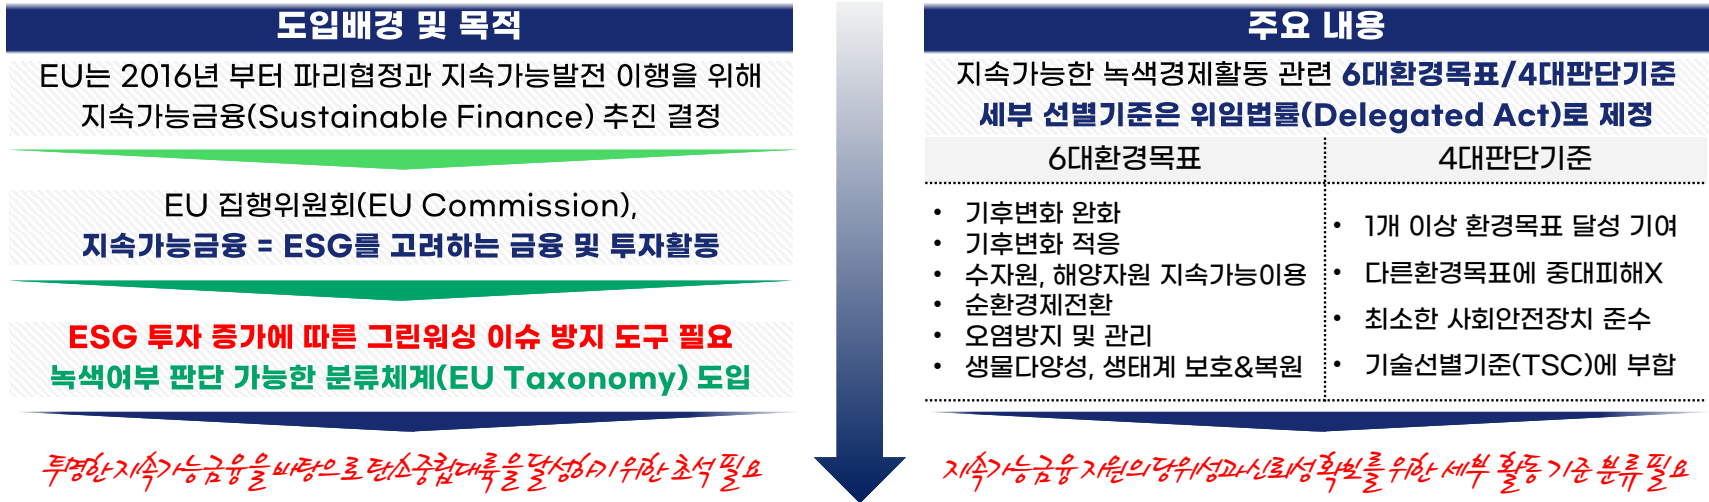 도입배경 및 목적
EU는 2016년 부터 파리협정과 지속가능발전 이행을 위해
지속가능금융(Sustainable Finance) 추진 결정
EU 집행위원회(EU Commission),
지속가능금융 = ESG를 고려하는 금융 및 투자활동
ESG 투자 증가에 따른 그린워싱 이슈 방지 도구 필요
녹색여부 판단 가능한 분류체계(EU Taxonomy) 도입
투명한 지속가능금융을 바탕으로 탄소중립대륙을 달성하기 위한 초석 필요
주요 내용
지속가능한 녹색경제활동 관련 6대환경목표/4대판단기준
세부 선별기준은 위임법률(Delegated Act)로 제정
6대환경목표
• 기후변화 완화
• 기후변화 적응
• 수자원, 해양자원 지속가능이용
• 순환경제전환
• 오염방지 및 관리
• 생물다양성, 생태계 보호&복원
4대판단기준
• 1개 이상 환경목표 달성 기여
• 다른환경목표에 중대피해X
• 최소한 사회안전장치 준수
• 기술선별기준(TSC)에 부합
지속가능금융 자원의 당위성과 신뢰성 확보를 위한 세부 활동 기준 분류 필요